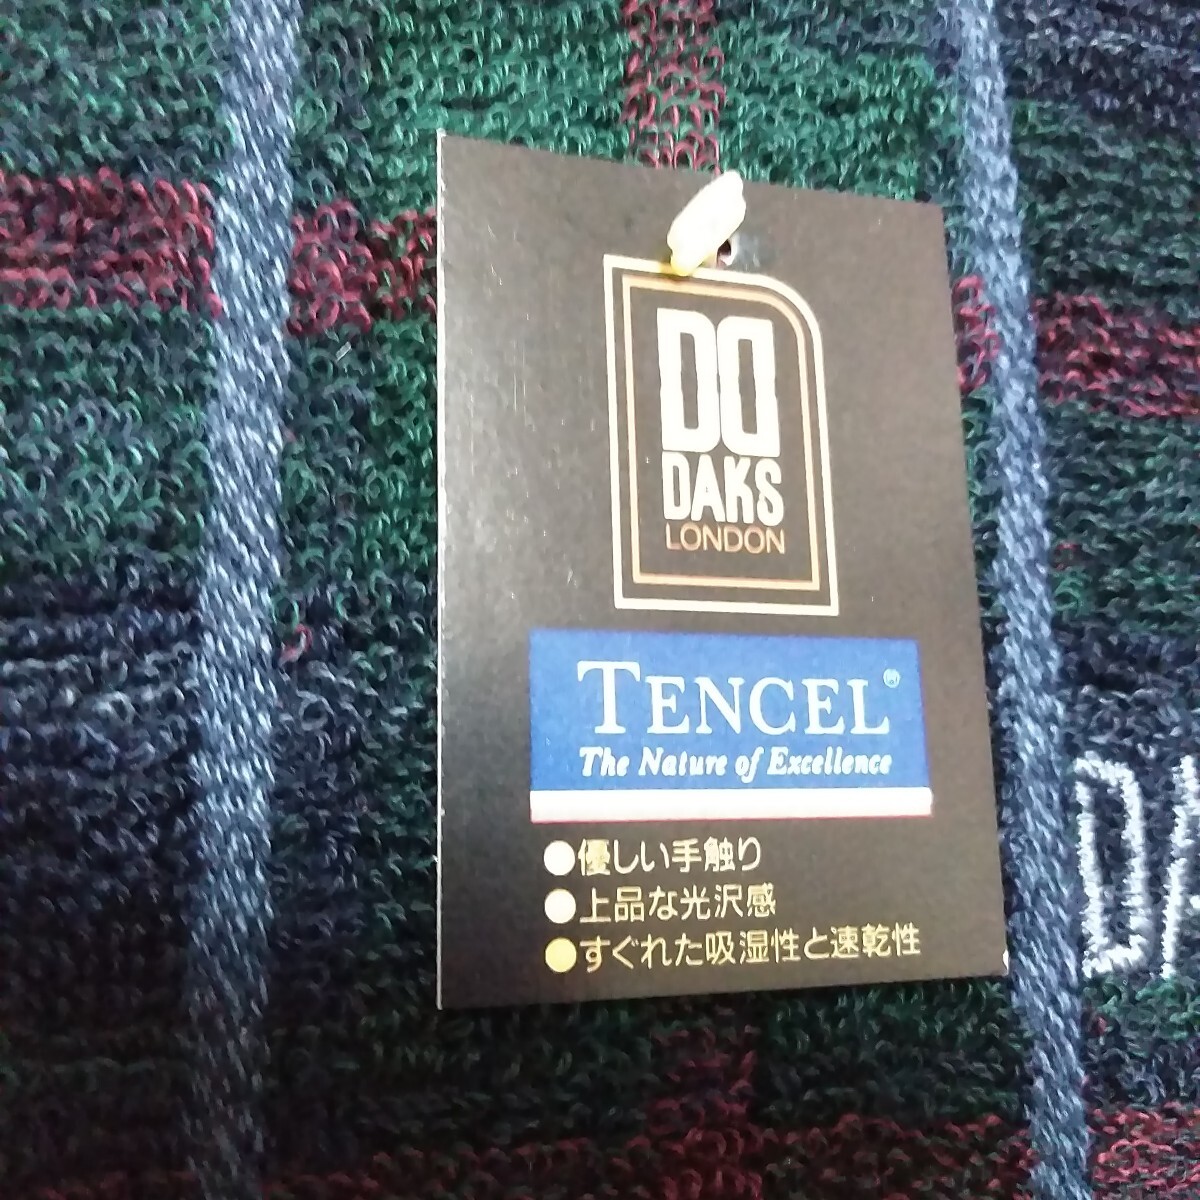 DD
DAKS
LONDON
TENCEL®
The Nature of Excellence
●優しい手触り
●上品な光沢感
●すぐれた吸湿性と速乾性
DA